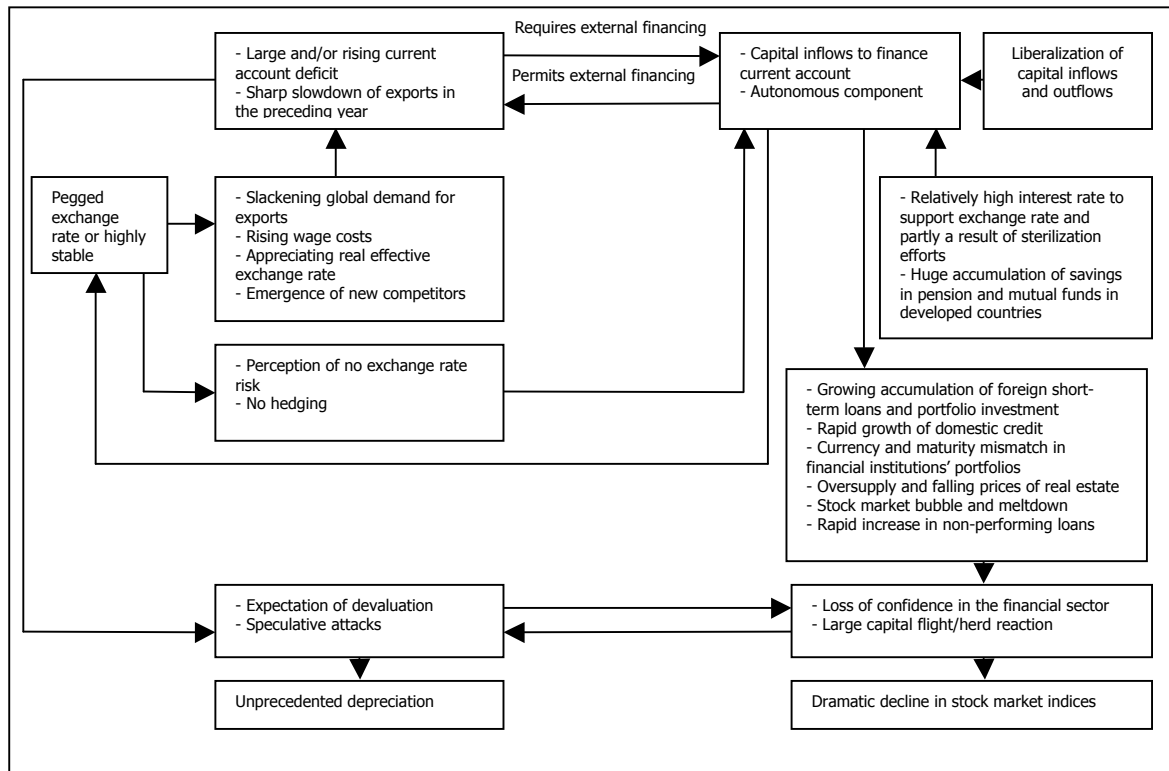 Requires external financing
- Large and/or rising current
account deficit
- Sharp slowdown of exports in
the preceding year
Permits external financing
- Capital inflows to finance
current account
- Autonomous component
Liberalization of
capital inflows
and outflows
Pegged
exchange
rate or highly
stable
- Slackening global demand for
exports
- Rising wage costs
- Appreciating real effective
exchange rate
- Emergence of new competitors
- Relatively high interest rate to
support exchange rate and
partly a result of sterilization
efforts
- Huge accumulation of savings
in pension and mutual funds in
developed countries
- Perception of no exchange rate
risk
- No hedging
- Growing accumulation of foreign short-
term loans and portfolio investment
- Rapid growth of domestic credit
- Currency and maturity mismatch in
financial institutions’ portfolios
- Oversupply and falling prices of real estate
- Stock market bubble and meltdown
- Rapid increase in non-performing loans
- Expectation of devaluation
- Speculative attacks
- Loss of confidence in the financial sector
- Large capital flight/herd reaction
Unprecedented depreciation
Dramatic decline in stock market indices